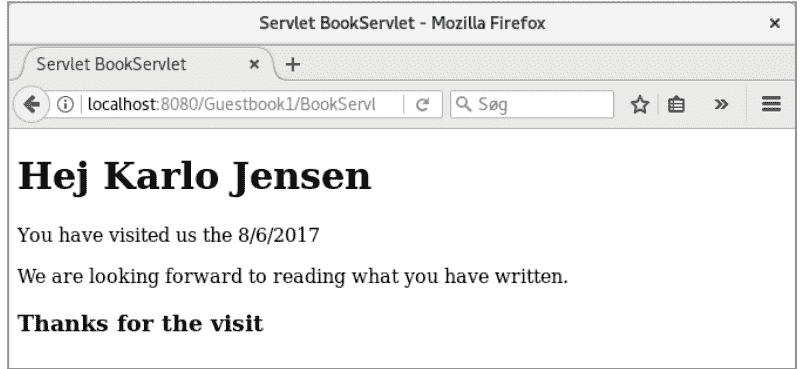 Servlet BookServlet - Mozilla Firefox
Servlet BookServlet
localhost:8080/Guestbook1/BookServl
Søg
Hej Karlo Jensen
You have visited us the 8/6/2017
We are looking forward to reading what you have written.
Thanks for the visit